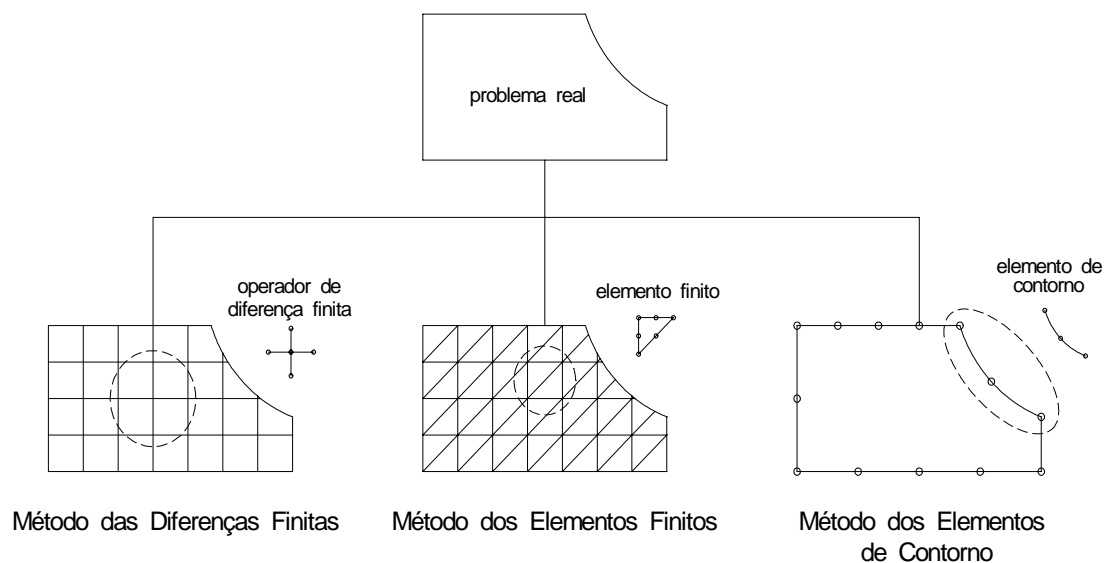 problema real
operador de
diferença finita
elemento finito
elemento de
contorno
Método das Diferenças Finitas
Método dos Elementos Finitos
Método dos Elementos
de Contorno